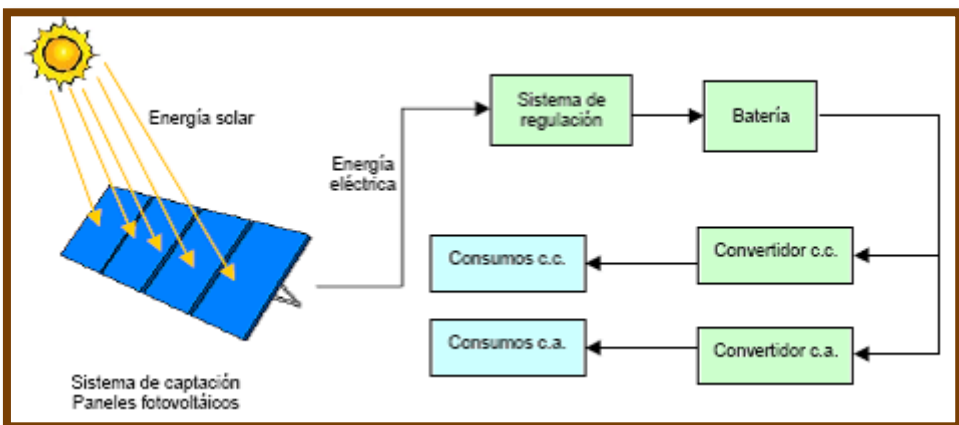 Energía solar
Energía
eléctrica
Sistema de
regulación
Batería
Consumos c.c.
Convertidor c.c.
Consumos c.a.
Convertidor c.a.
Sistema de captación
Paneles fotovoltáicos